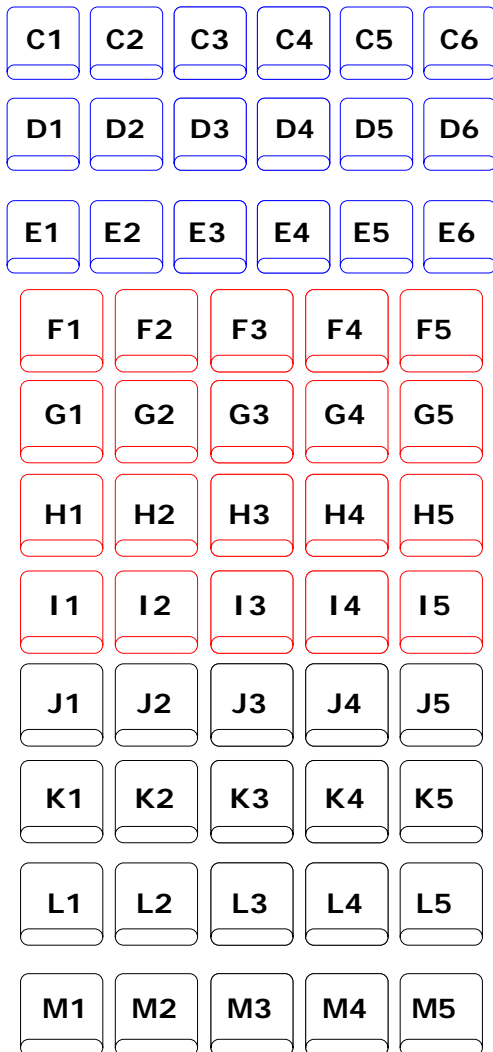 C1 C2 C3 C4 C5 C6
D1 D2 D3 D4 D5 D6
E1 E2 E3 E4 E5 E6
F1 F2 F3 F4 F5
G1 G2 G3 G4 G5
H1 H2 H3 H4 H5
I1 I2 I3 I4 I5
J1 J2 J3 J4 J5
K1 K2 K3 K4 K5
L1 L2 L3 L4 L5
M1 M2 M3 M4 M5